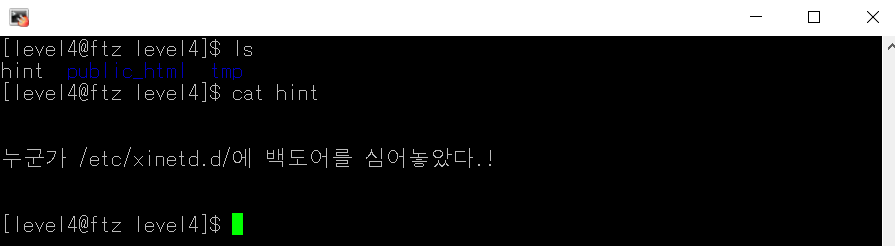 [level4@ftz level4]$ ls
hint  public_html  tmp
[level4@ftz level4]$ cat hint
누군가 /etc/xinetd.d/에 백도어를 심어놓았다.!
[level4@ftz level4]$